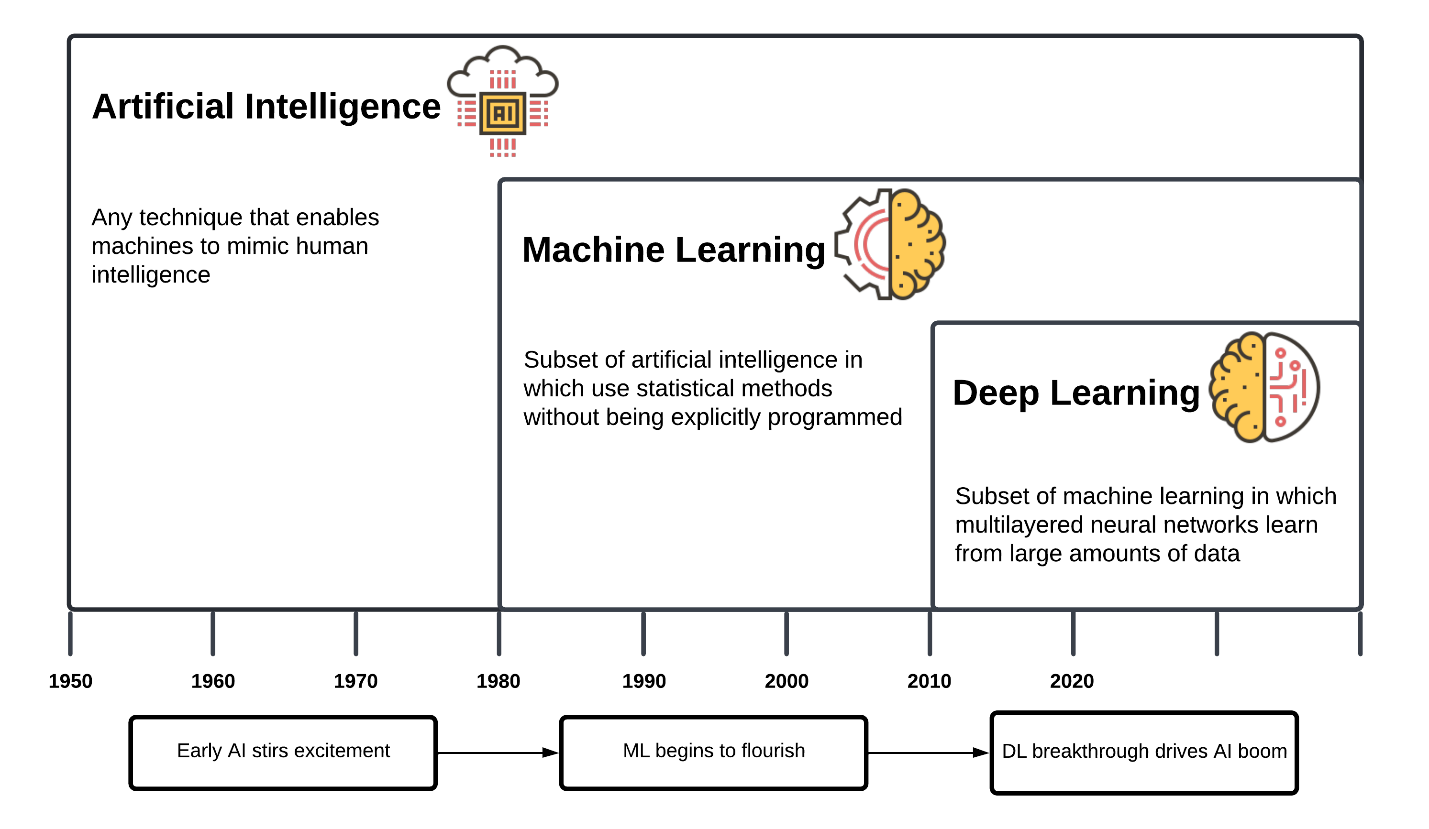 Artificial Intelligence
AI
Any technique that enables
machines to mimic human
intelligence
Machine Learning
Subset of artificial intelligence in
which use statistical methods
without being explicitly programmed
Deep Learning
Subset of machine learning in which
multilayered neural networks learn
from large amounts of data
1950 1960 1970 1980 1990 2000 2010 2020
Early AI stirs excitement
ML begins to flourish
DL breakthrough drives AI boom